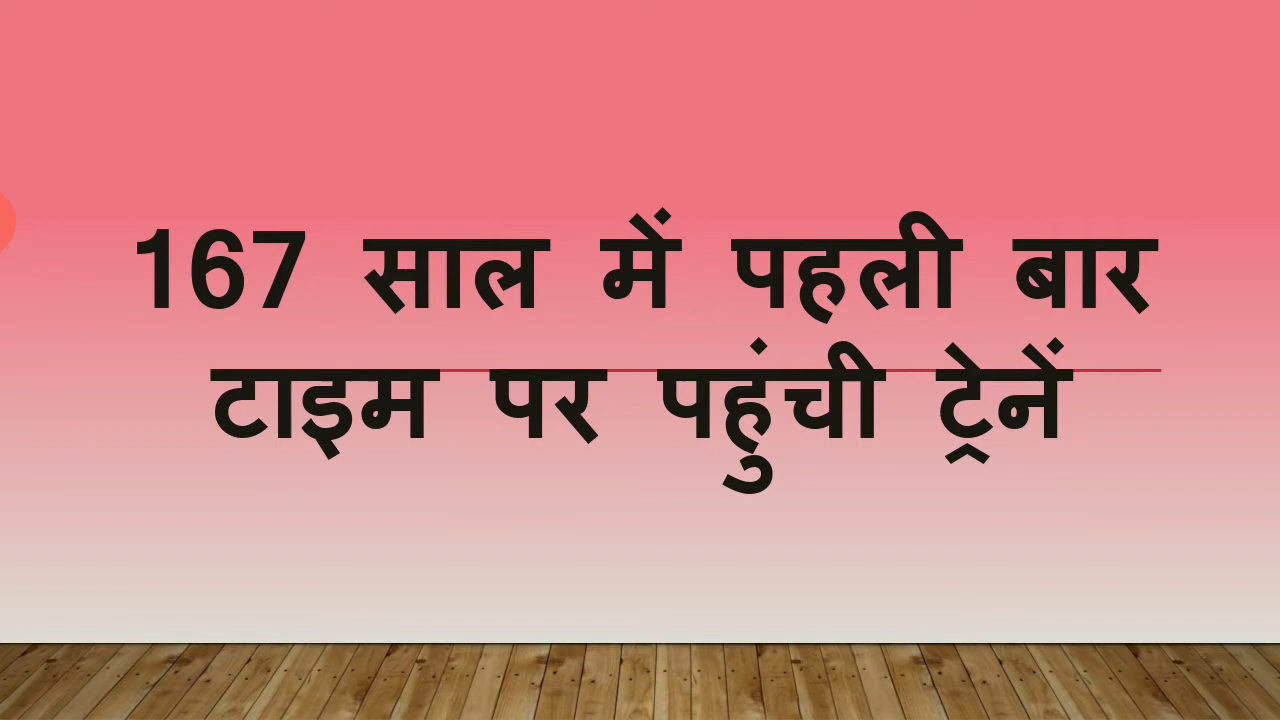 167 साल में पहली बार
टाइम पर पहुंची ट्रेनें